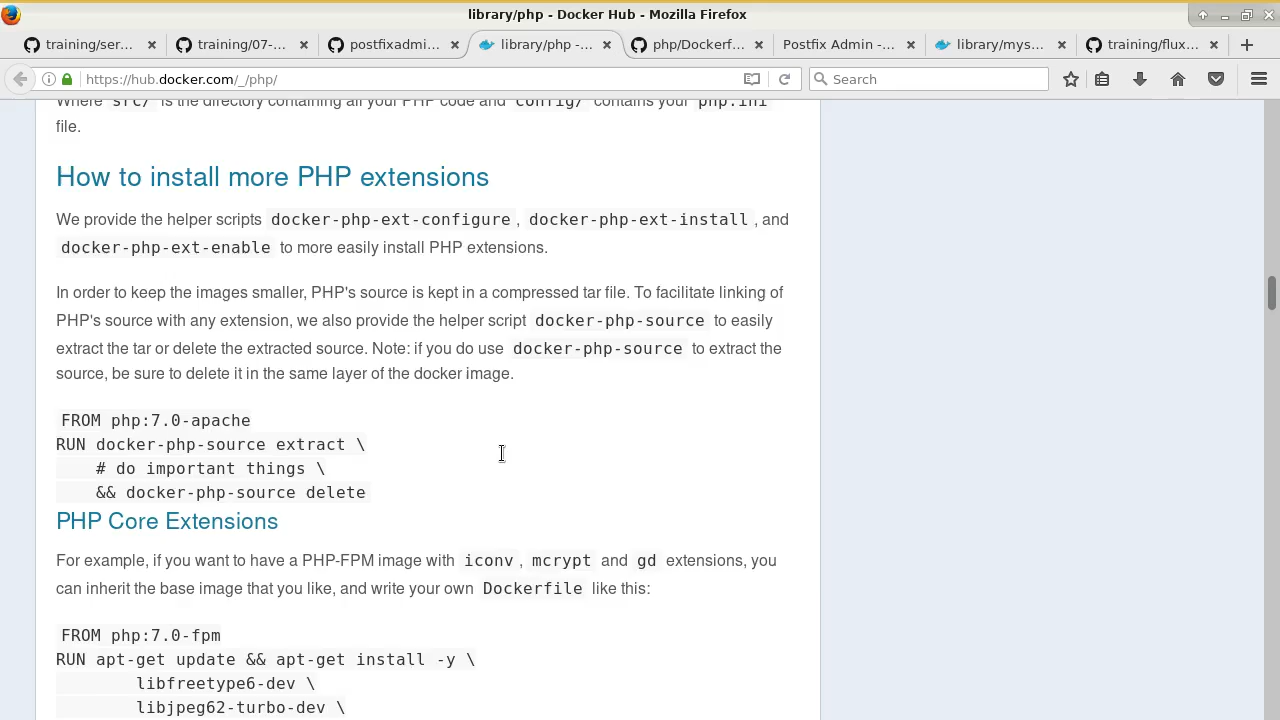 library/php - Docker Hub - Mozilla Firefox
training/ser... training/07-... postfixadmi... library/php -... php/Dockerf... Postfix Admin -... library/mys... training/flux...
https://hub.docker.com/_/php/ Search
Where src/ is the directory containing all your PHP code and config/ contains your php.ini
file.
How to install more PHP extensions
We provide the helper scripts docker-php-ext-configure , docker-php-ext-install , and
docker-php-ext-enable to more easily install PHP extensions.
In order to keep the images smaller, PHP's source is kept in a compressed tar file. To facilitate linking of
PHP's source with any extension, we also provide the helper script docker-php-source to easily
extract the tar or delete the extracted source. Note: if you do use docker-php-source to extract the
source, be sure to delete it in the same layer of the docker image.
FROM php:7.0-apache
RUN docker-php-source extract \
# do important things \
&& docker-php-source delete
PHP Core Extensions
For example, if you want to have a PHP-FPM image with iconv , mcrypt and gd extensions, you
can inherit the base image that you like, and write your own Dockerfile like this:
FROM php:7.0-fpm
RUN apt-get update && apt-get install -y \
libfreetype6-dev \
libjpeg62-turbo-dev \